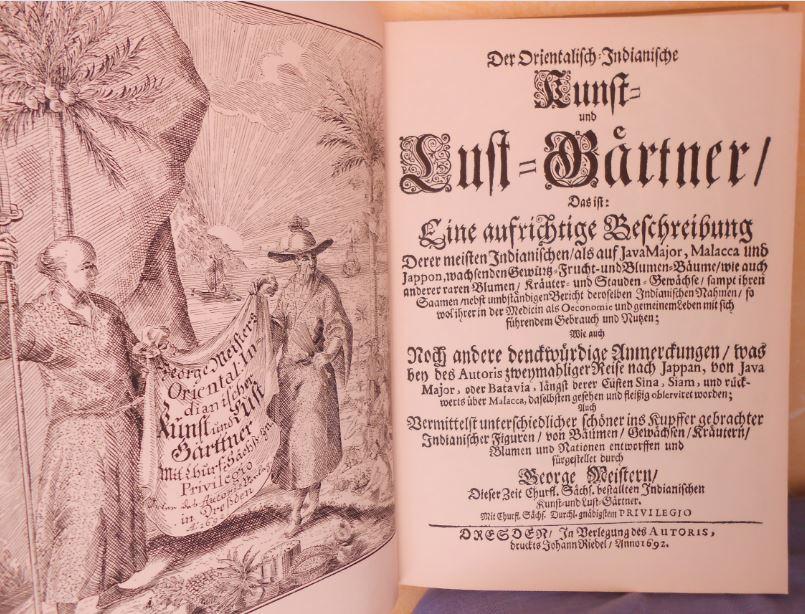 George Meisters
Oriental-In-
dianischer
Kunst und Lust
Gärttner
Mit Churf. Sächß. gn.
Privilegio
in Dreßden
Der Orientalisch-Indianische
Kunst-
und
Lust-Gärtner/
Das ist:
Eine aufrichtige Beschreibung
Derer meisten Indianischen/als auf JavaMajor, Malacca und
Jappon,wachsenden Gewürtz-Frucht-und Blumen-Bäume/wie auch
anderer raren Blumen/ Kräuter- und Stauden-Gewächse/ sampt ihren
Saamen/nebst umbständigen Bericht deroselben Indianischen Nahmen/ so
wol ihrer in der Medicin als Oeconomie und gemeinem Leben mit sich
führendem Gebrauch und Nutzen;
Wie auch
Noch andere denckwürdige Anmerckungen/was
bey des Autoris zweymahliger Reise nach Jappan, von Java
Major, oder Batavia, längst derer Cüsten Sina, Siam, und rück-
werts über Malacca, daselbsten gesehen und fleißig observiret worden;
Auch
Vermittelst unterschiedlicher schöner ins Kupffer gebrachter
Indianischer Figuren/ von Bäumen/ Gewächsen/ Kräutern/
Blumen und Nationen entworffen und
fürgestellet durch
George Meistern/
Dieser Zeit Churfl. Sächs. bestallten Indianischen
Kunst-und Lust-Gärtner.
Mit Churfl. Sächs. Durchl. gnädigstem PRIVILEGIO
DRESDEN/ In Verlegung des AUTORIS,
druckts Johann Riedel/ Anno 1692.